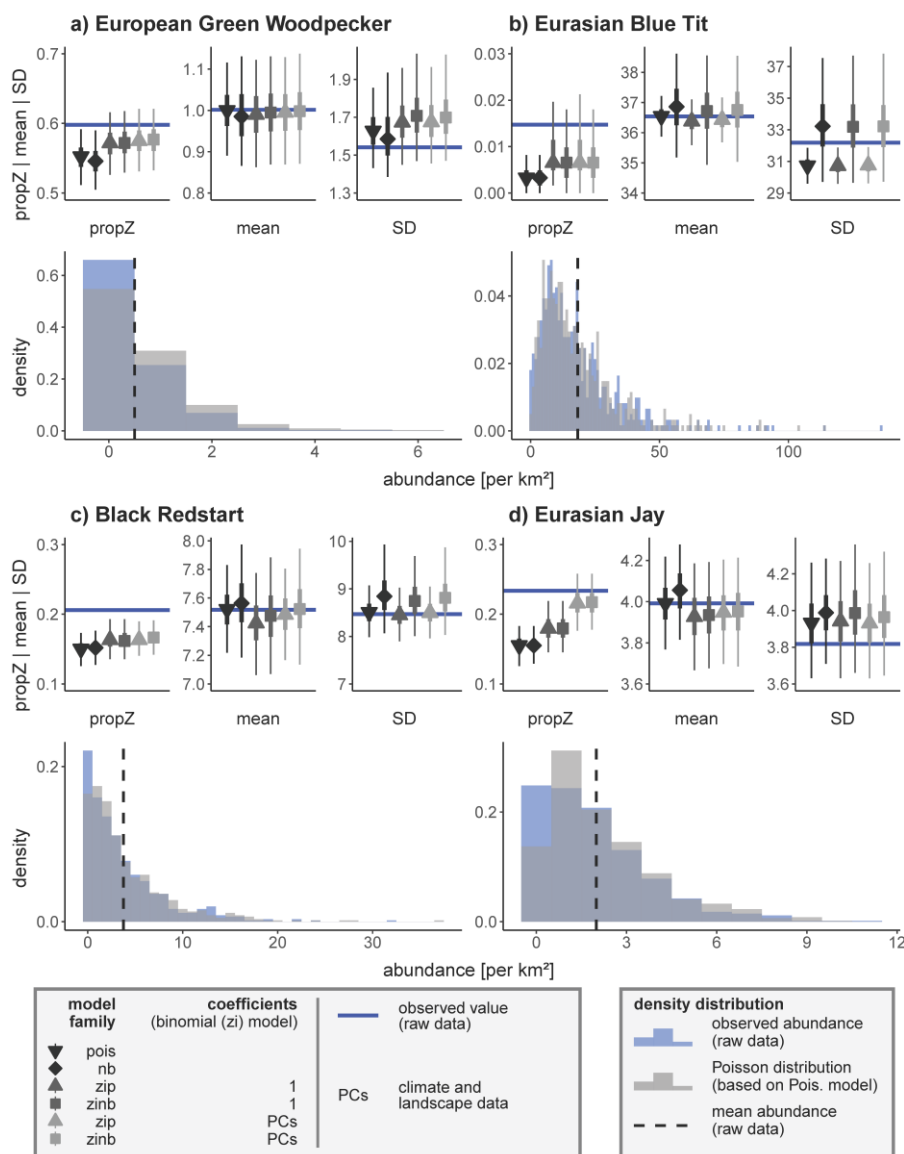 a) European Green Woodpecker
b) Eurasian Blue Tit
propZ | mean | SD
0.7
0.6
0.5
1.1
1.0
0.9
0.8
1.9
1.6
1.3
0.03
0.02
0.01
0.00
38
36
34
37
35
33
31
29
propZ
mean
SD
propZ
mean
SD
density
0.6
0.4
0.2
0.0
0.04
0.02
0.00
0
2
4
6
0
50
100
abundance [per km²]
abundance [per km²]
c) Black Redstart
d) Eurasian Jay
propZ | mean | SD
0.3
0.2
0.1
8.0
7.7
7.5
7.2
7.0
10
9
8
7
0.3
0.2
0.1
4.2
4.0
3.8
3.6
4.2
4.0
3.8
3.6
propZ
mean
SD
propZ
mean
SD
density
0.2
0.0
0.2
0.0
0
10
20
30
0
3
6
9
12
abundance [per km²]
abundance [per km²]
model family
coefficients
(binomial (zi) model)
pois
nb
zip 1
zinb 1
zip PCs
zinb PCs
observed value
(raw data)
PCs climate and
landscape data
density distribution
observed abundance
(raw data)
Poisson distribution
(based on Pois. model)
mean abundance
(raw data)